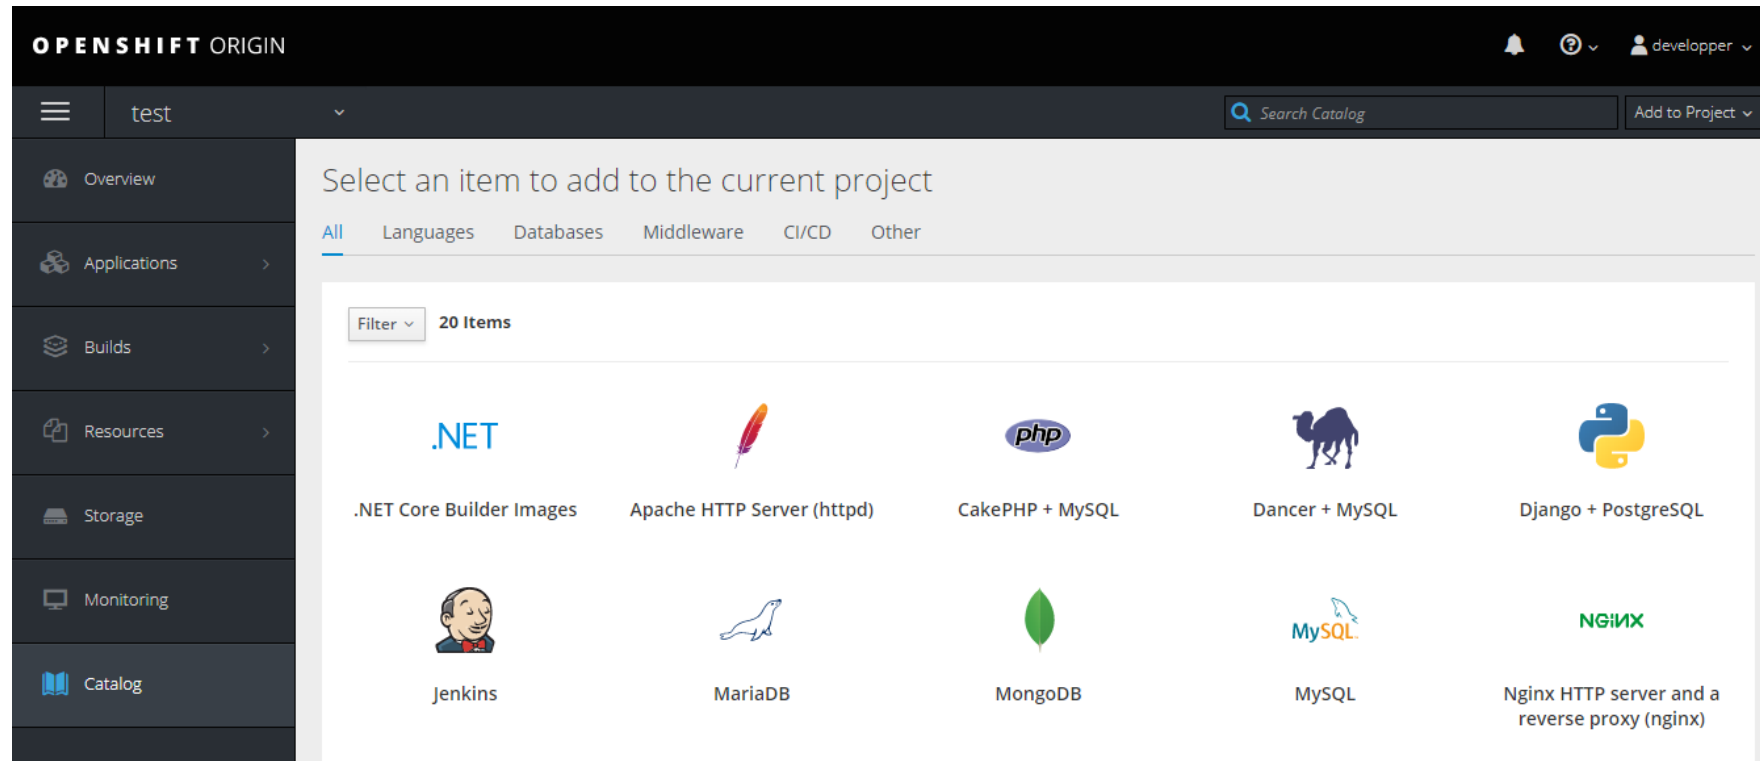 OPENSHIFT ORIGIN
developper
test
Search Catalog
Add to Project
Overview
Applications
Builds
Resources
Storage
Monitoring
Catalog
Select an item to add to the current project
All Languages Databases Middleware CI/CD Other
Filter 20 Items
.NET
php
.NET Core Builder Images
Apache HTTP Server (httpd)
CakePHP + MySQL
Dancer + MySQL
Django + PostgreSQL
MySQL
NGINX
Jenkins
MariaDB
MongoDB
MySQL
Nginx HTTP server and a
reverse proxy (nginx)